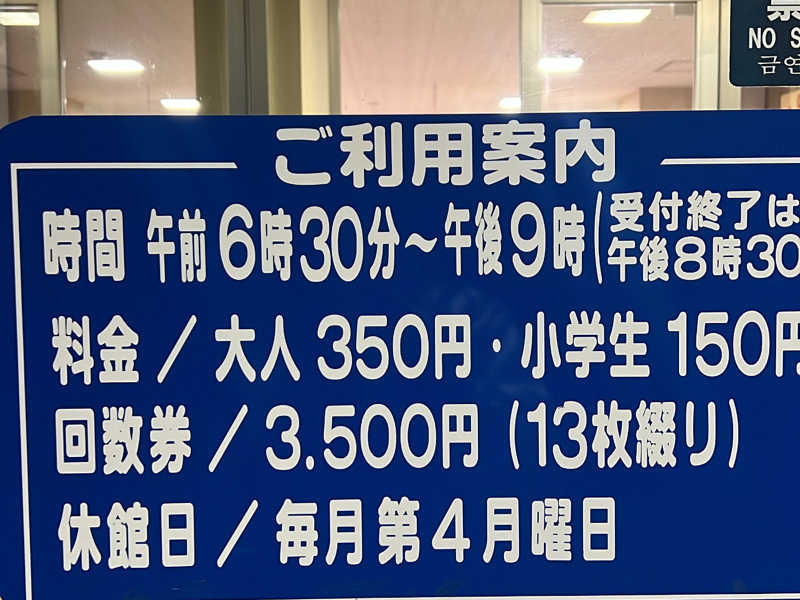 NO S
금연
ご利用案内
時間 午前6時30分〜午後9時(受付終了は
午後8時30
料金／大人350円・小学生150円
回数券／3.500円（13枚綴り）
休館日／毎月第4月曜日